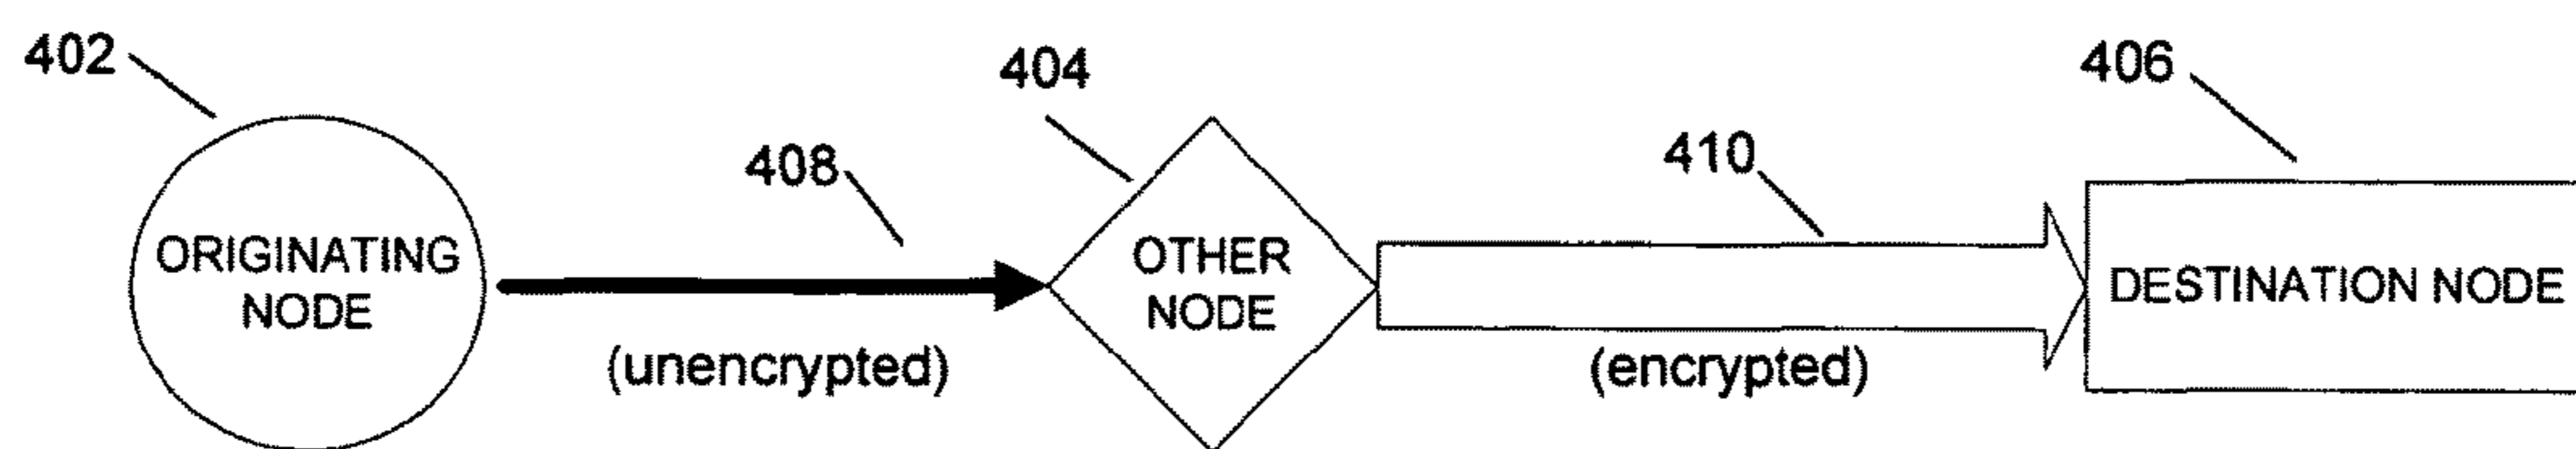 402
404
406
408
410
ORIGINATING
NODE
OTHER
NODE
DESTINATION NODE
(unencrypted)
(encrypted)